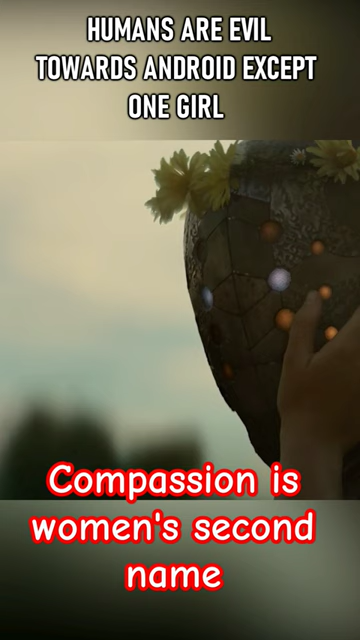 HUMANS ARE EVIL
TOWARDS ANDROID EXCEPT
ONE GIRL
Compassion is
women's second
name